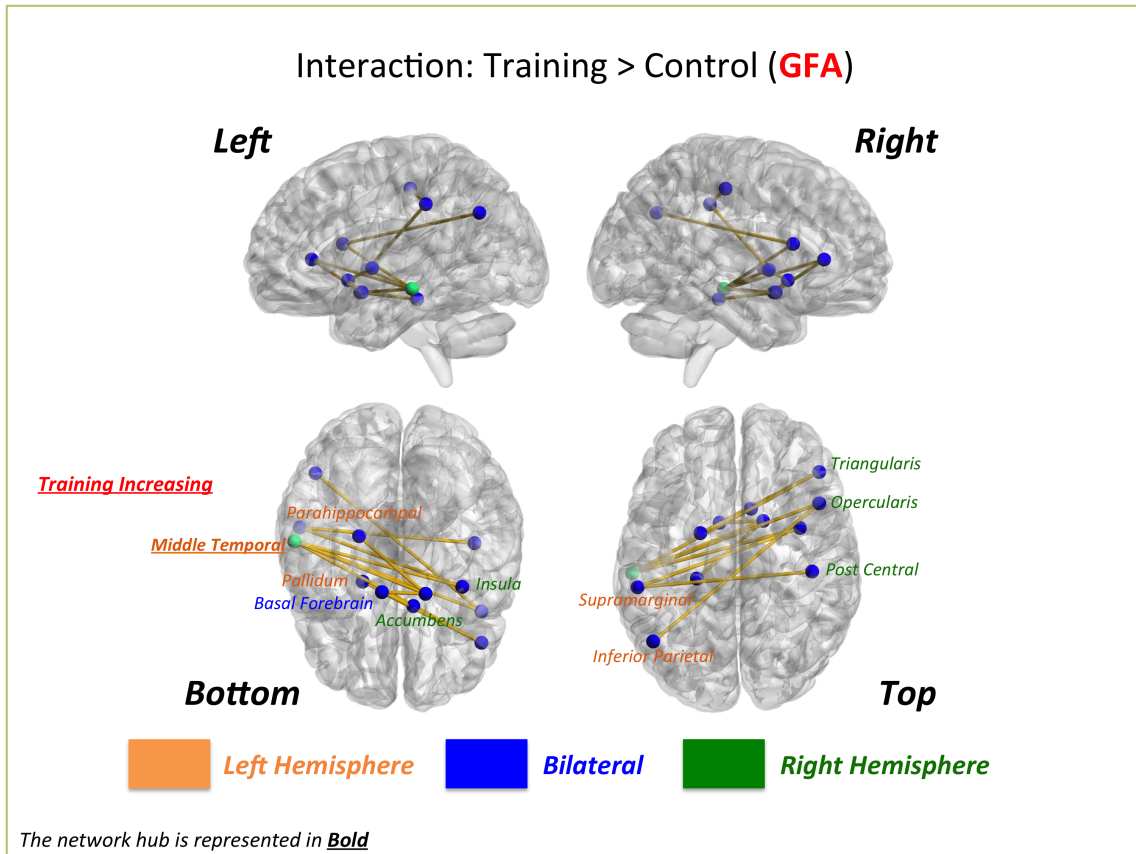 Interaction: Training > Control (GFA)
Left
Right
Training Increasing
Parahippocampal
Middle Temporal
Pallidum
Insula
Basal Forebrain
Accumbens
Triangularis
Opercularis
Post Central
Supramarginal
Inferior Parietal
Bottom
Top
Left Hemisphere
Bilateral
Right Hemisphere
The network hub is represented in Bold